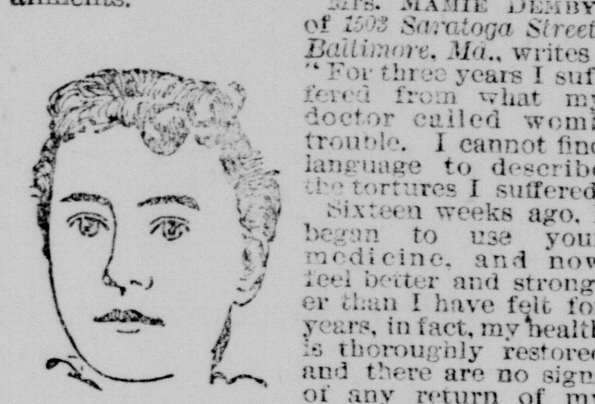 ailments.
Mrs. MAMIE DEMBY
of 1503 Saratoga Street
Baltimore, Md., writes
"For three years I suf
fered from what my
doctor called womb
trouble. I cannot find
language to describe
the tortures I suffered
Sixteen weeks ago, I
began to use your
medicine, and now
feel better and strong
er than I have felt for
years, in fact, my health
is thoroughly restored
and there are no sign
of any return of my